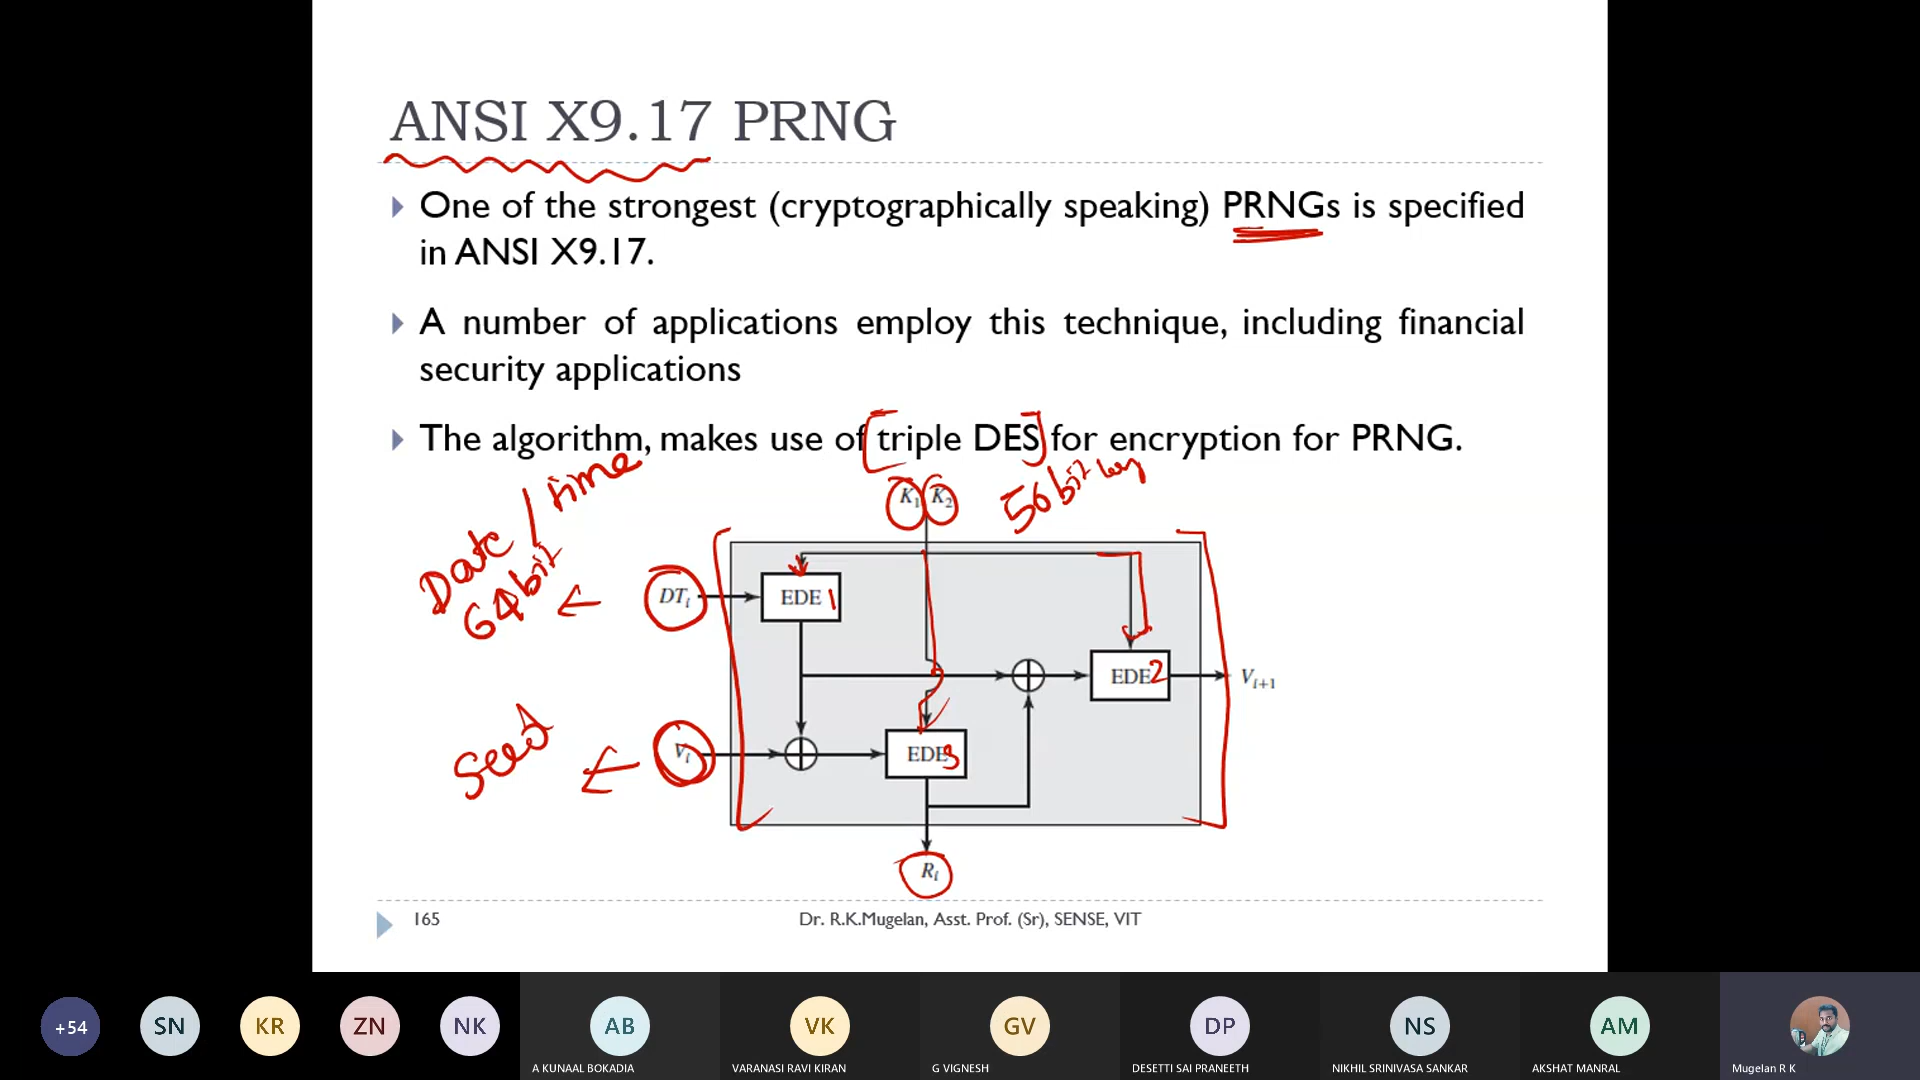 ANSI X9.17 PRNG
One of the strongest (cryptographically speaking) PRNGs is specified
in ANSI X9.17.
A number of applications employ this technique, including financial
security applications
The algorithm, makes use of [triple DES] for encryption for PRNG.
Date / time
64 bit
K1 K2
56 bit key
DTi
EDE 1
EDE 2
Vi+1
Seed
Vi
EDE 3
Ri
165
Dr. R.K.Mugelan, Asst. Prof. (Sr), SENSE, VIT
+54
SN
KR
ZN
NK
AB
VK
GV
DP
NS
AM
A KUNAAL BOKADIA
VARANASI RAVI KIRAN
G VIGNESH
DESETTI SAI PRANEETH
NIKHIL SRINIVASA SANKAR
AKSHAT MANRAL
Mugelan R K